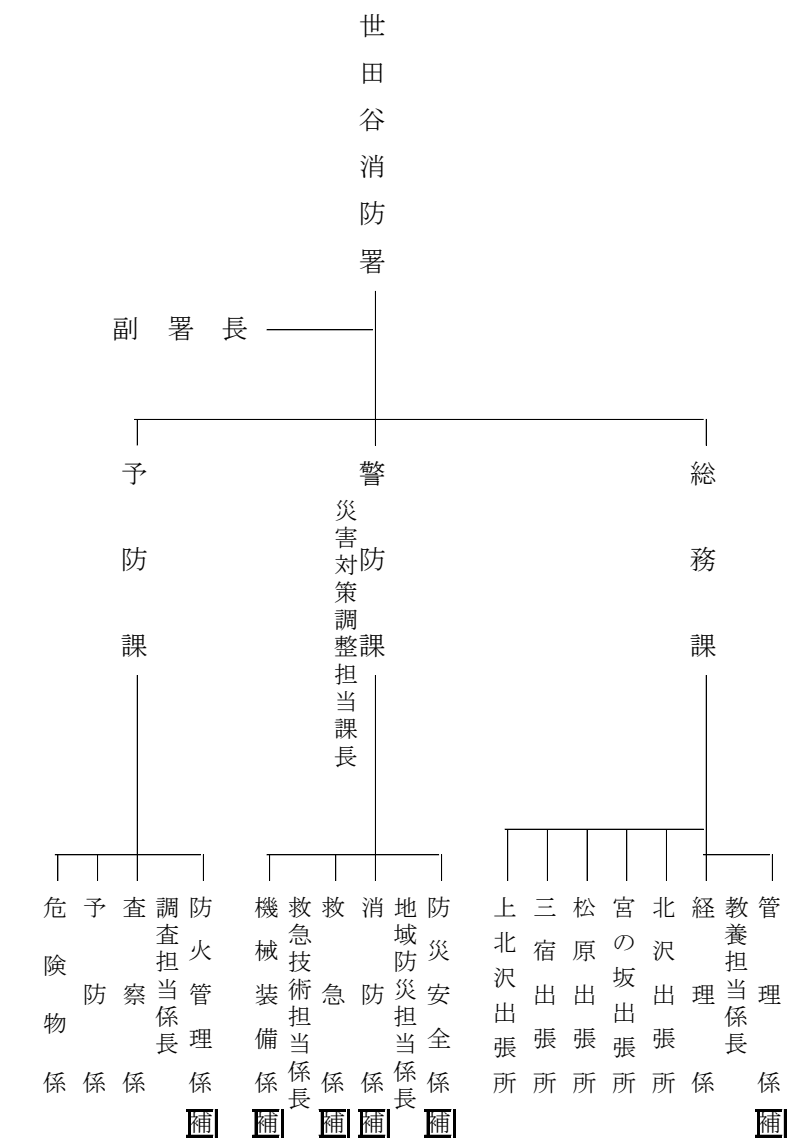 世田谷消防署
副署長
総務課
警防課
災害対策調整担当課長
予防課
管理係 補
教養担当係長
経理係
北沢出張所
宮の坂出張所
松原出張所
三宿出張所
上北沢出張所
防災安全係 補
地域防災担当係長
消防係 補
救急係 補
救急技術担当係長
機械装備係 補
防火管理係 補
調査担当係長
査察係
予防係
危険物係